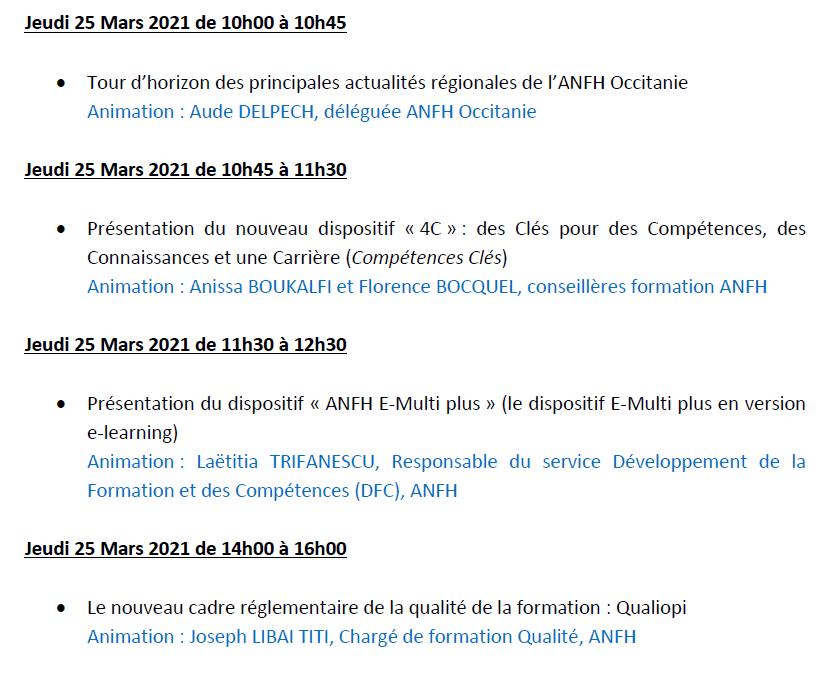 Jeudi 25 Mars 2021 de 10h00 à 10h45
• Tour d’horizon des principales actualités régionales de l’ANFH Occitanie
Animation : Aude DELPECH, déléguée ANFH Occitanie
Jeudi 25 Mars 2021 de 10h45 à 11h30
• Présentation du nouveau dispositif « 4C » : des Clés pour des Compétences, des
Connaissances et une Carrière (Compétences Clés)
Animation : Anissa BOUKALFI et Florence BOCQUEL, conseillères formation ANFH
Jeudi 25 Mars 2021 de 11h30 à 12h30
• Présentation du dispositif « ANFH E-Multi plus » (le dispositif E-Multi plus en version
e-learning)
Animation : Laëtitia TRIFANESCU, Responsable du service Développement de la
Formation et des Compétences (DFC), ANFH
Jeudi 25 Mars 2021 de 14h00 à 16h00
• Le nouveau cadre réglementaire de la qualité de la formation : Qualiopi
Animation : Joseph LIBAI TITI, Chargé de formation Qualité, ANFH